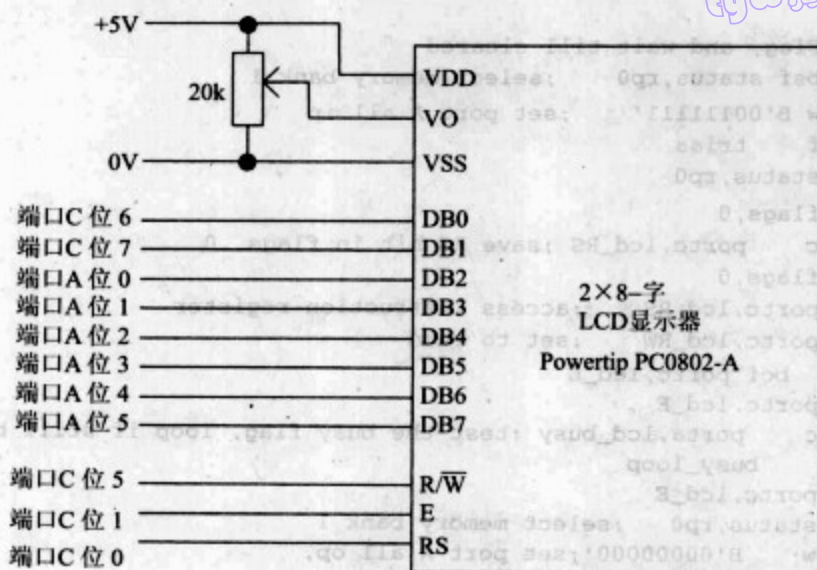 +5V
VDD
20k
VO
0V
VSS
端口C 位 6
DB0
端口C 位 7
DB1
端口A 位 0
DB2
端口A 位 1
DB3
端口A 位 2
DB4
端口A 位 3
DB5
端口A 位 4
DB6
端口A 位 5
DB7
2×8–字
LCD显示器
Powertip PC0802-A
端口C 位 5
R/W̅
端口C 位 1
E
端口C 位 0
RS